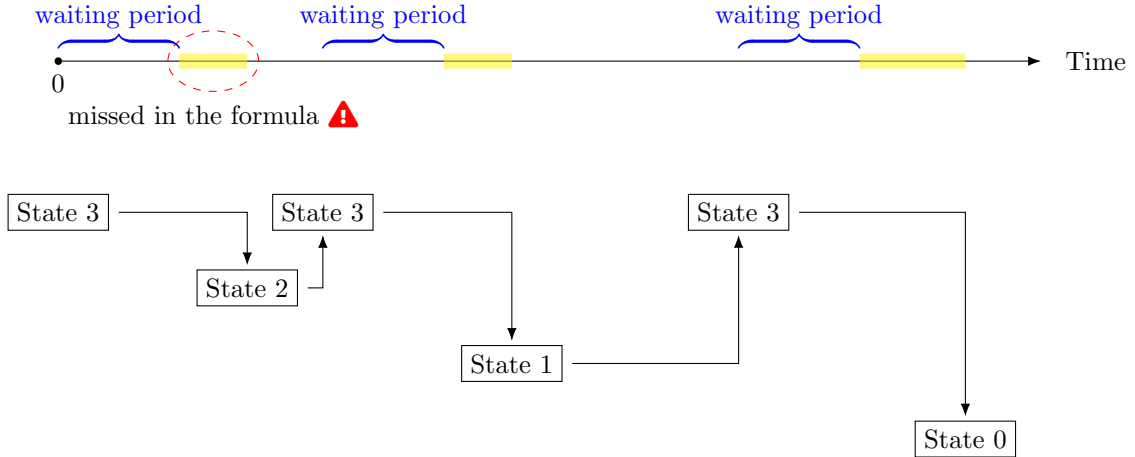 waiting period waiting period waiting period
Time
0
missed in the formula
State 3 State 3 State 3
State 2
State 1
State 0